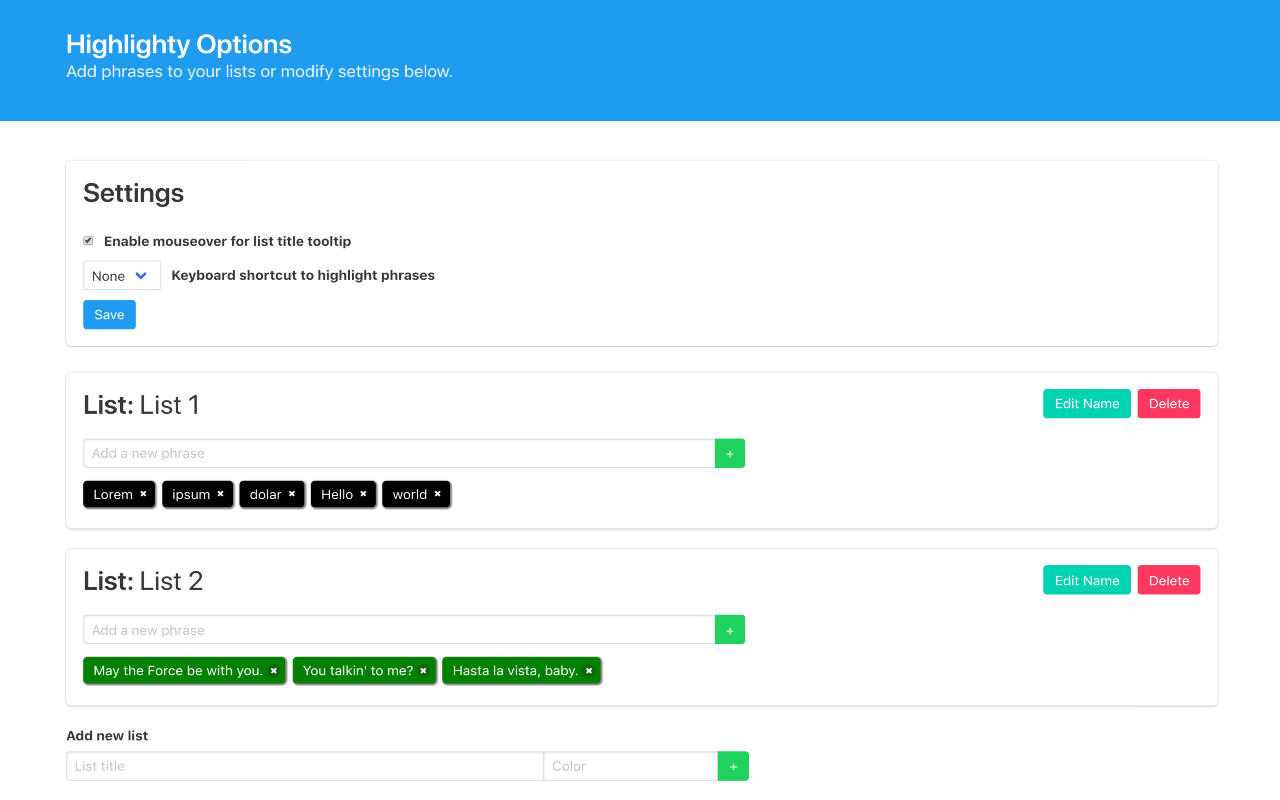 Highlighty Options
Add phrases to your lists or modify settings below.
Settings
Enable mouseover for list title tooltip
None Keyboard shortcut to highlight phrases
Save
List: List 1 Edit Name Delete
Add a new phrase +
Lorem ✖ ipsum ✖ dolar ✖ Hello ✖ world ✖
List: List 2 Edit Name Delete
Add a new phrase +
May the Force be with you. ✖ You talkin' to me? ✖ Hasta la vista, baby. ✖
Add new list
List title Color +